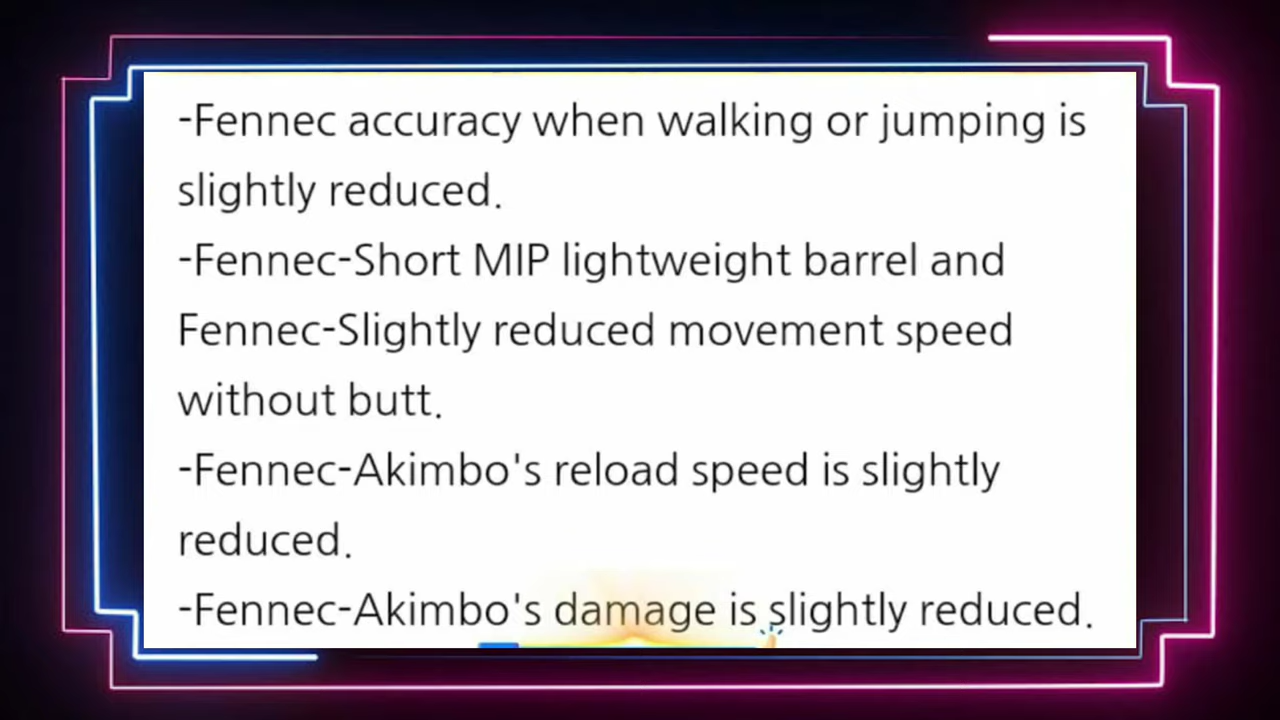 -Fennec accuracy when walking or jumping is
slightly reduced.
-Fennec-Short MIP lightweight barrel and
Fennec-Slightly reduced movement speed
without butt.
-Fennec-Akimbo's reload speed is slightly
reduced.
-Fennec-Akimbo's damage is slightly reduced.